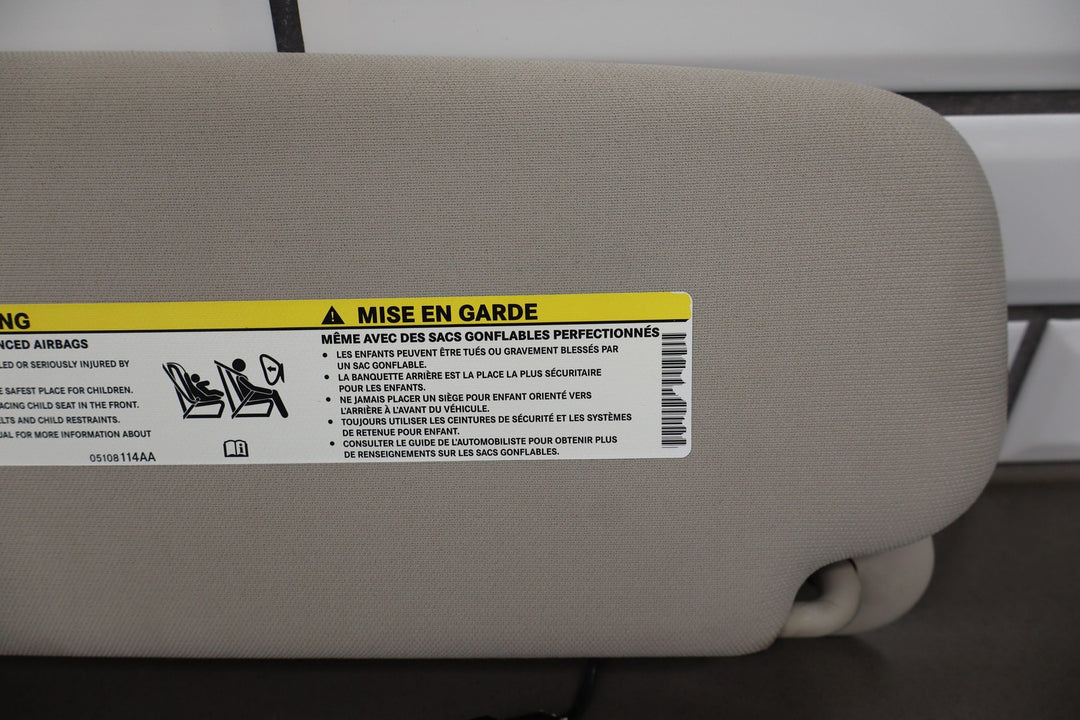 NG
NCED AIRBAGS
LED OR SERIOUSLY INJURED BY
E SAFEST PLACE FOR CHILDREN.
ACING CHILD SEAT IN THE FRONT.
ELTS AND CHILD RESTRAINTS.
UAL FOR MORE INFORMATION ABOUT
05108114AA
MISE EN GARDE
MÊME AVEC DES SACS GONFLABLES PERFECTIONNÉS
• LES ENFANTS PEUVENT ÊTRE TUÉS OU GRAVEMENT BLESSÉS PAR
UN SAC GONFLABLE.
• LA BANQUETTE ARRIÈRE EST LA PLACE LA PLUS SÉCURITAIRE
POUR LES ENFANTS.
• NE JAMAIS PLACER UN SIÈGE POUR ENFANT ORIENTÉ VERS
L'ARRIÈRE À L'AVANT DU VÉHICULE.
• TOUJOURS UTILISER LES CEINTURES DE SÉCURITÉ ET LES SYSTÈMES
DE RETENUE POUR ENFANT.
• CONSULTER LE GUIDE DE L'AUTOMOBILISTE POUR OBTENIR PLUS
DE RENSEIGNEMENTS SUR LES SACS GONFLABLES.